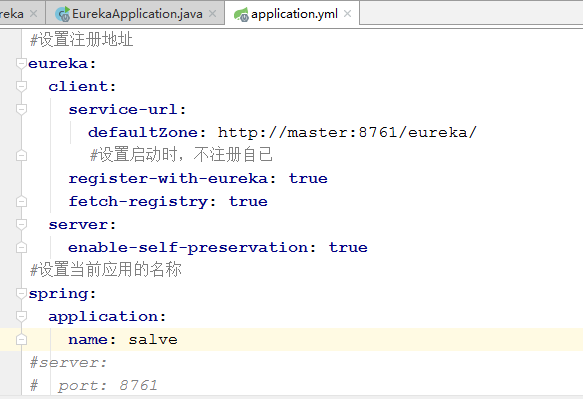 ureka EurekaApplication.java application.yml
#设置注册地址
eureka:
client:
service-url:
defaultZone: http://master:8761/eureka/
#设置启动时，不注册自已
register-with-eureka: true
fetch-registry: true
server:
enable-self-preservation: true
#设置当前应用的名称
spring:
application:
name: salve
#server:
# port: 8761